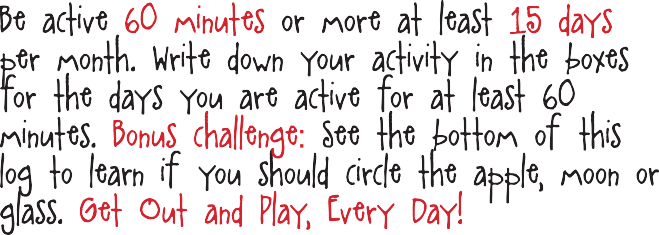 Be active 60 minutes or more at least 15 days
per month. Write down your activity in the boxes
for the days you are active for at least 60
minutes. Bonus challenge: See the bottom of this
log to learn if you should circle the apple, moon or
glass. Get Out and Play, Every Day!